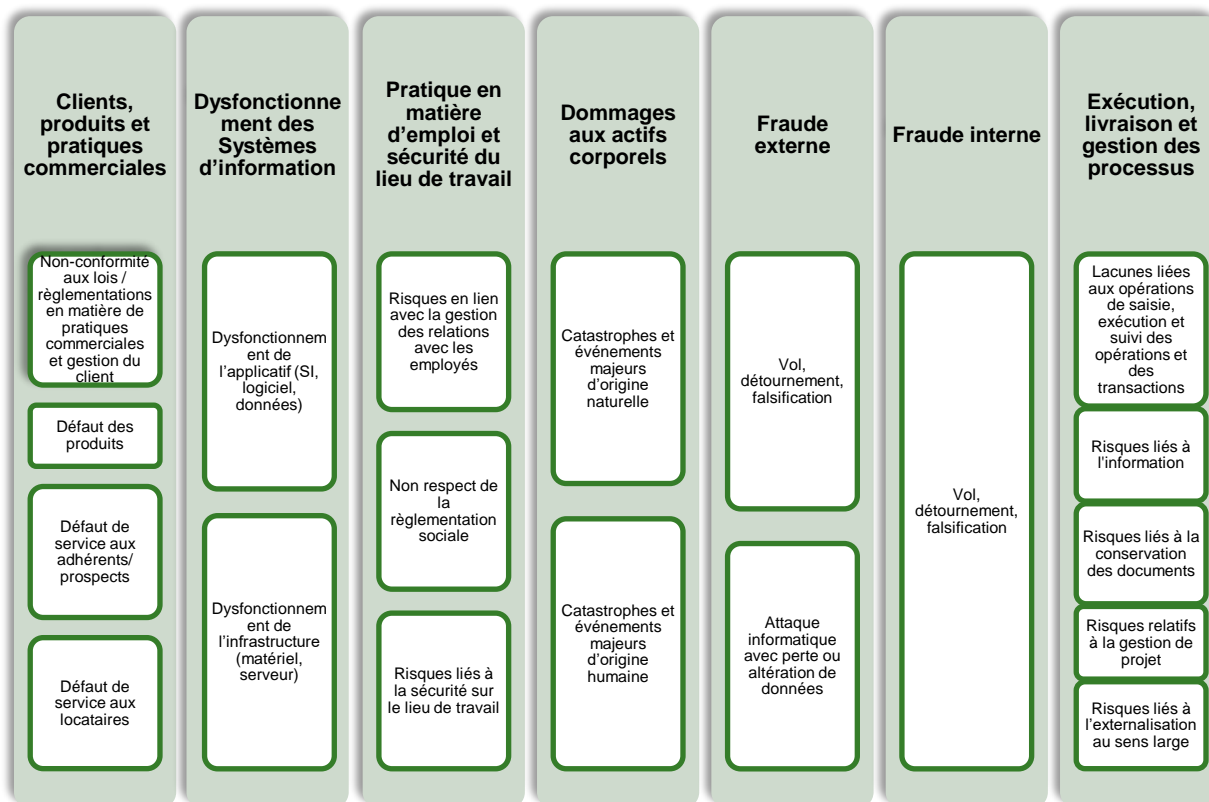 Clients,
produits et
pratiques
commerciales
Non-conformité
aux lois /
règlementations
en matière de
pratiques
commerciales
et gestion du
client
Défaut des
produits
Défaut de
service aux
adhérents/
prospects
Défaut de
service aux
locataires
Dysfonctionne
ment des
Systèmes
d'information
Dysfonctionnem
ent de
l'applicatif (SI,
logiciel,
données)
Dysfonctionnem
ent de
l'infrastructure
(matériel,
serveur)
Pratique en
matière
d'emploi et
sécurité du
lieu de travail
Risques en lien
avec la gestion
des relations
avec les
employés
Non respect de
la
règlementation
sociale
Risques liés à
la sécurité sur
le lieu de travail
Dommages
aux actifs
corporels
Catastrophes et
événements
majeurs
d'origine
naturelle
Catastrophes et
événements
majeurs
d'origine
humaine
Fraude
externe
Vol,
détournement,
falsification
Attaque
informatique
avec perte ou
altération de
données
Fraude interne
Vol,
détournement,
falsification
Exécution,
livraison et
gestion des
processus
Lacunes liées
aux opérations
de saisie,
exécution et
suivi des
opérations et
des
transactions
Risques liés à
l'information
Risques liés à la
conservation
des documents
Risques relatifs
à la gestion de
projet
Risques liés à
l'externalisation
au sens large